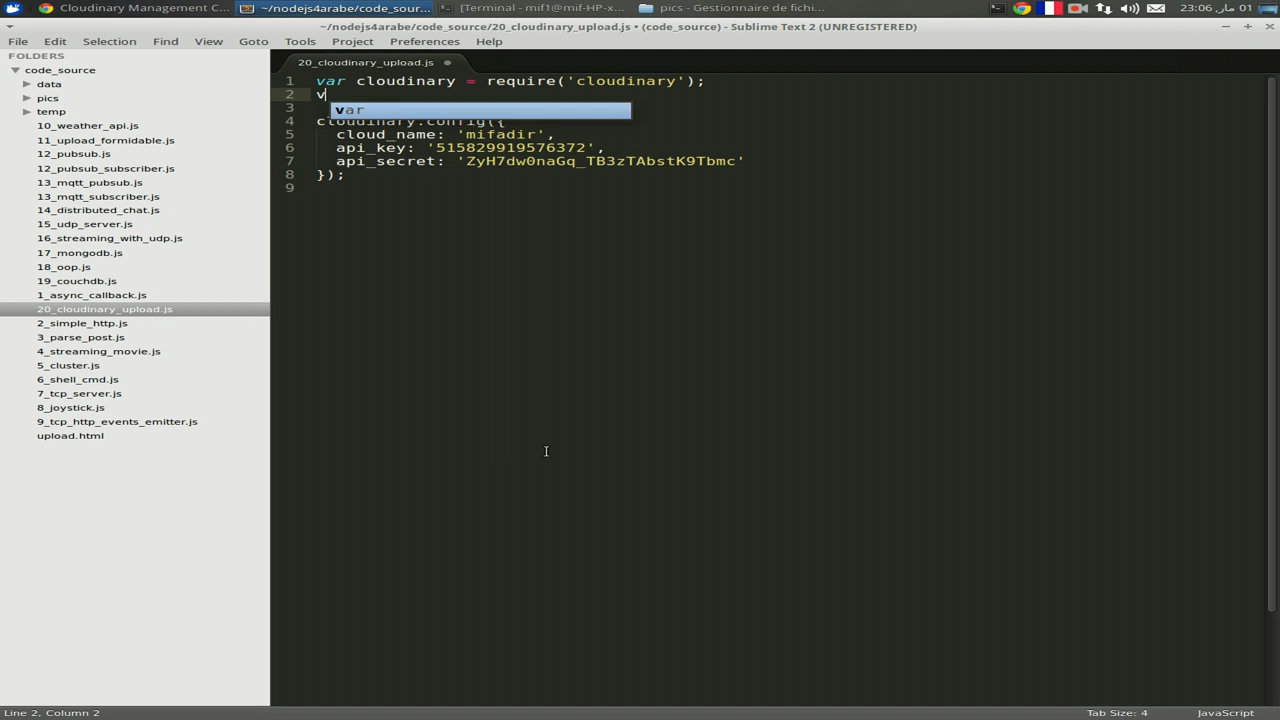 Cloudinary Management C...
~/nodejs4arabe/code_sour...
[Terminal - mif1@mif-HP-x...
pics - Gestionnaire de fichi...
23:06 ,مار 01
~/nodejs4arabe/code_source/20_cloudinary_upload.js • (code_source) - Sublime Text 2 (UNREGISTERED)
File Edit Selection Find View Goto Tools Project Preferences Help
FOLDERS
code_source
data
pics
temp
10_weather_api.js
11_upload_formidable.js
12_pubsub.js
12_pubsub_subscriber.js
13_mqtt_pubsub.js
13_mqtt_subscriber.js
14_distributed_chat.js
15_udp_server.js
16_streaming_with_udp.js
17_mongodb.js
18_oop.js
19_couchdb.js
1_async_callback.js
20_cloudinary_upload.js
2_simple_http.js
3_parse_post.js
4_streaming_movie.js
5_cluster.js
6_shell_cmd.js
7_tcp_server.js
8_joystick.js
9_tcp_http_events_emitter.js
upload.html
20_cloudinary_upload.js
1 var cloudinary = require('cloudinary');
2 v
var
3
4 cloudinary.config({
5 cloud_name: 'mifadir',
6 api_key: '515829919576372',
7 api_secret: 'ZyH7dw0naGq_TB3zTAbstK9Tbmc'
8 });
9
Line 2, Column 2
Tab Size: 4
JavaScript